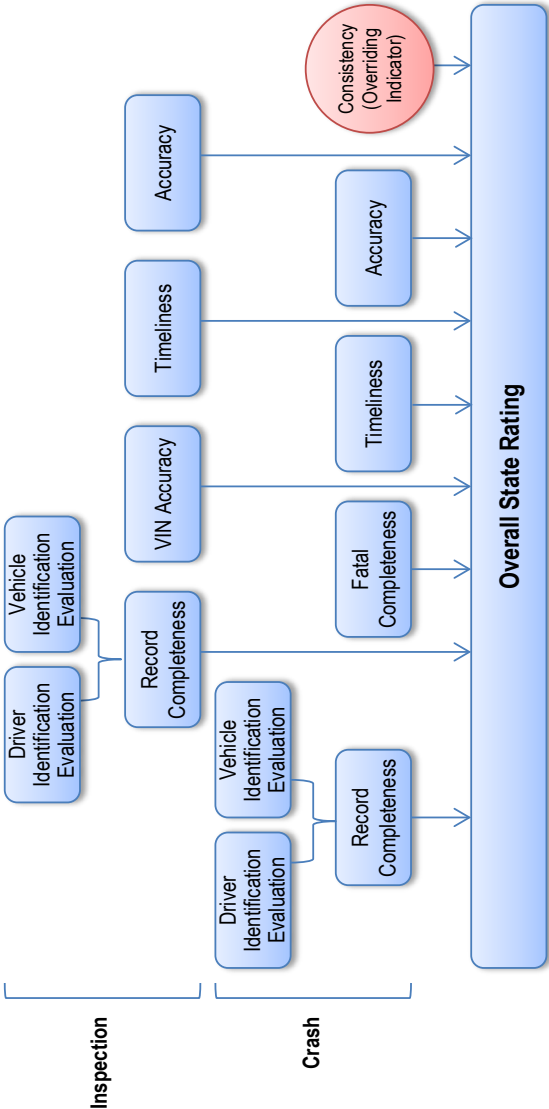 Inspection
Driver
Identification
Evaluation
Vehicle
Identification
Evaluation
Record
Completeness
VIN Accuracy
Timeliness
Accuracy
Crash
Driver
Identification
Evaluation
Vehicle
Identification
Evaluation
Record
Completeness
Fatal
Completeness
Timeliness
Accuracy
Consistency
(Overriding
Indicator)
Overall State Rating